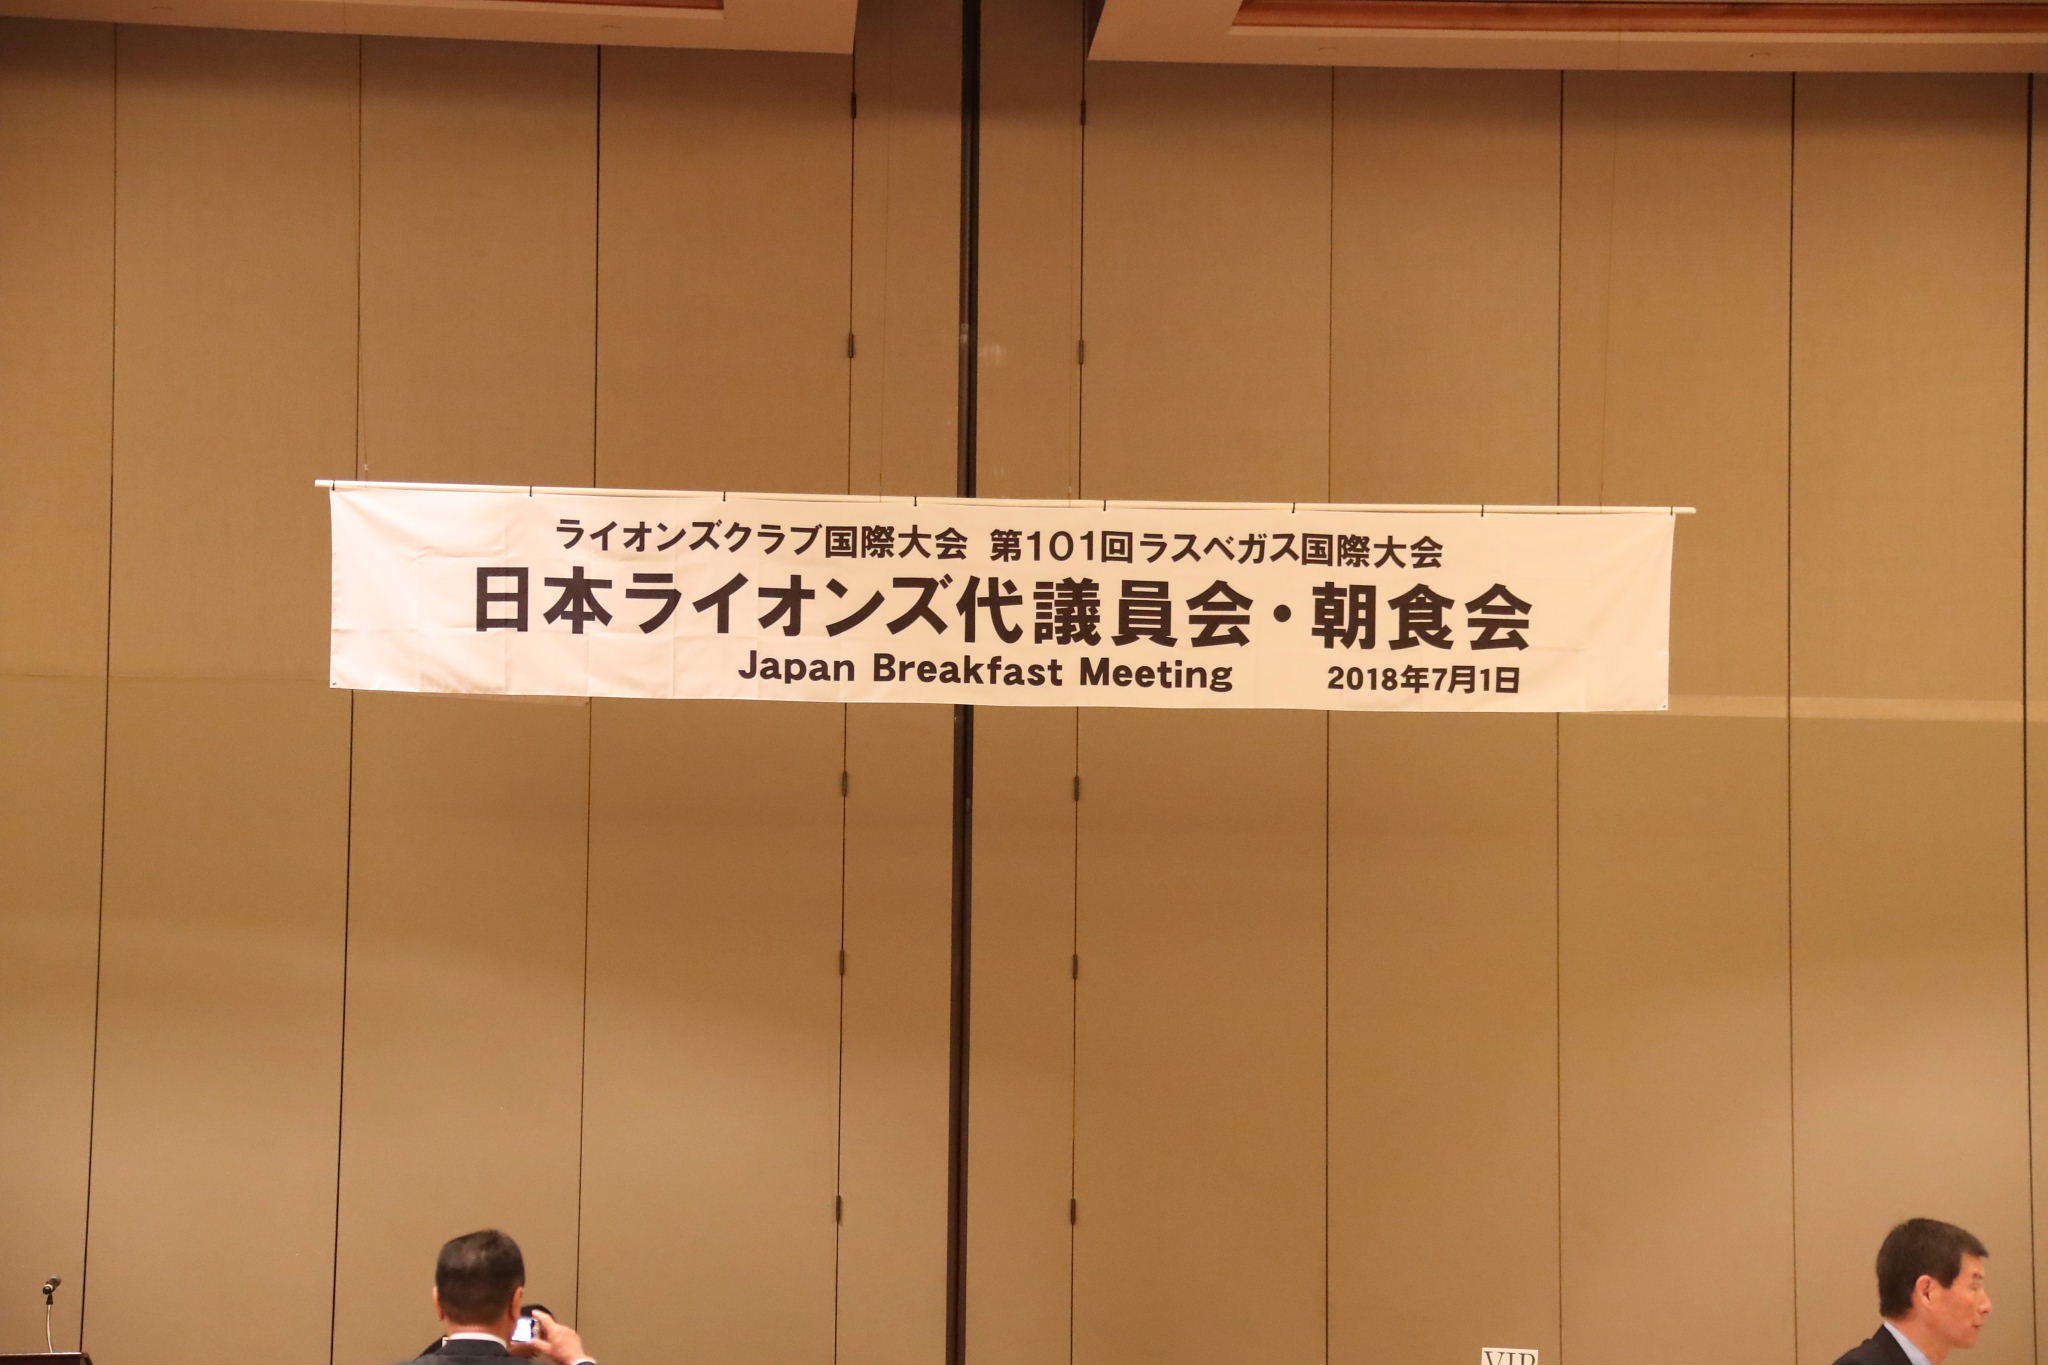 ライオンズクラブ国際大会 第101回ラスベガス国際大会
日本ライオンズ代議員会・朝食会
Japan Breakfast Meeting 2018年7月1日
VIP